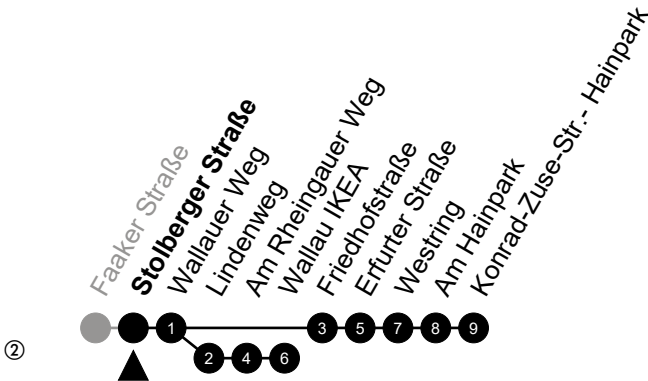 Faaker Straße
Stolberger Straße
Wallauer Weg
Lindenweg
Am Rheingauer Weg
Wallau IKEA
Friedhofstraße
Erfurter Straße
Westring
Am Hainpark
Konrad-Zuse-Str.- Hainpark
1 3 5 7 8 9
② 2 4 6